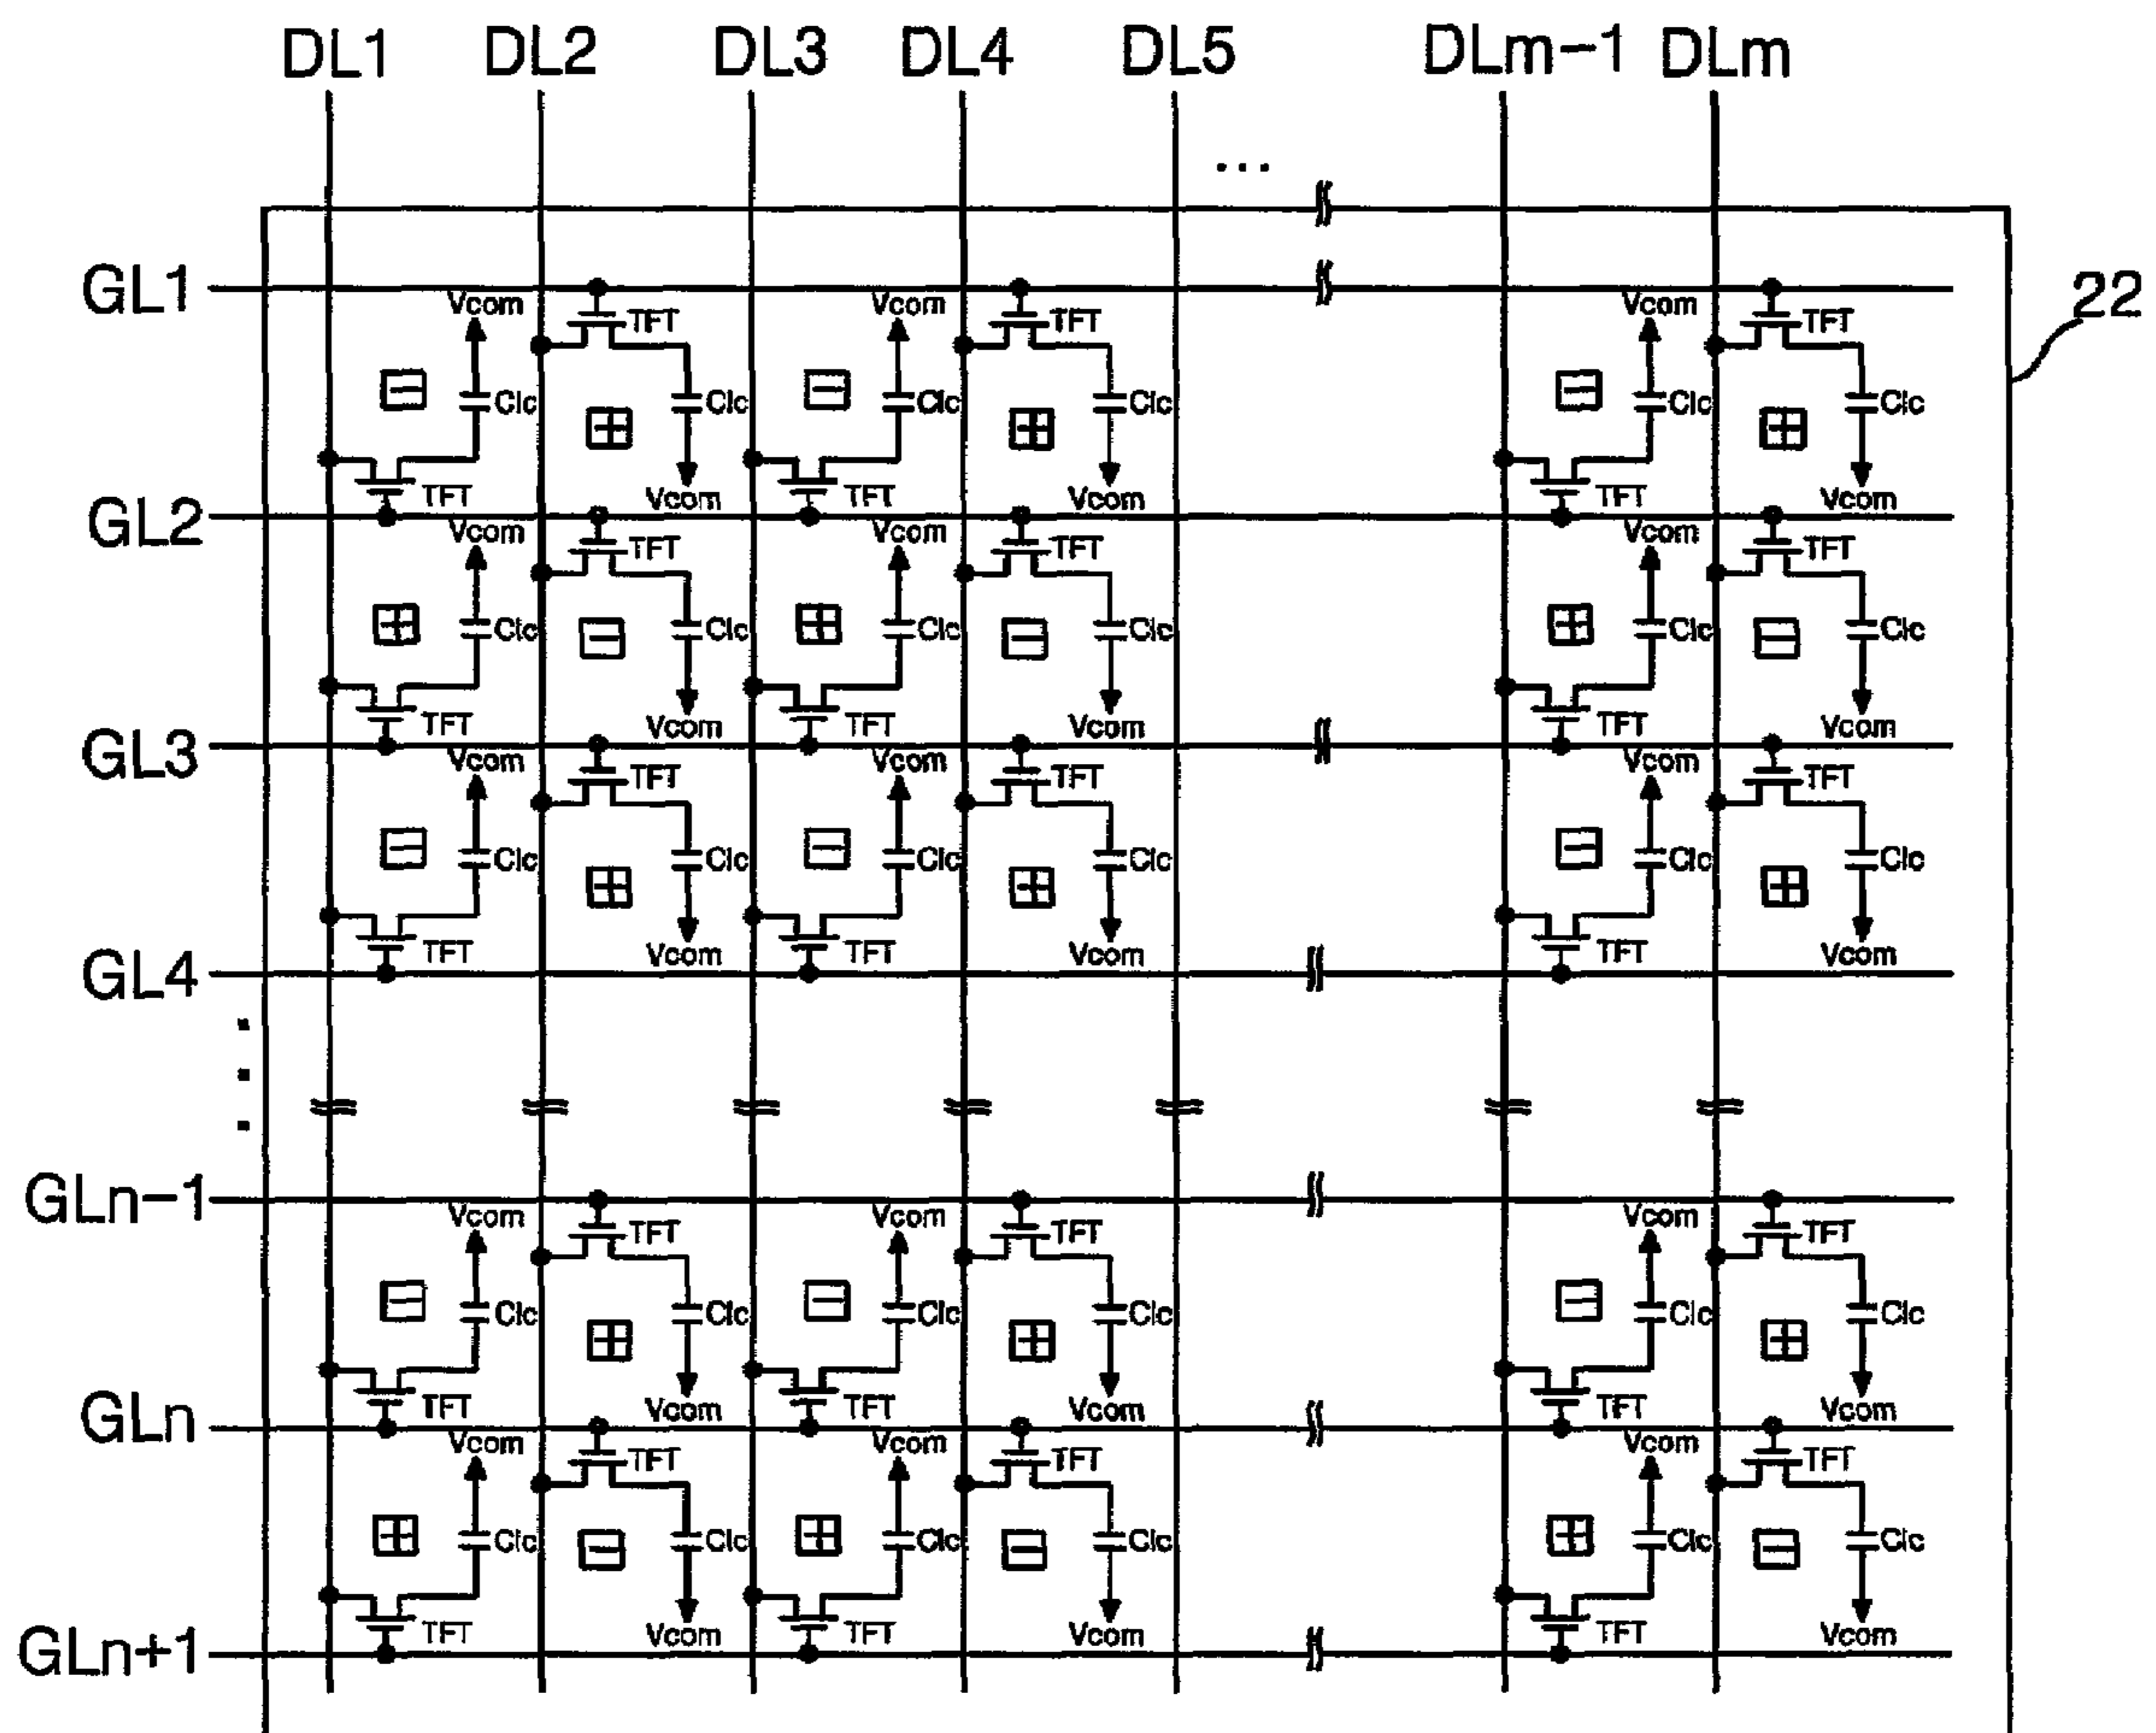 DL1 DL2 DL3 DL4 DL5 DLm-1 DLm
...
GL1 22
Vcom TFT Vcom TFT Vcom TFT
Clc Clc Clc Clc Clc Clc
− + − + − +
TFT Vcom TFT Vcom TFT Vcom
GL2
Vcom TFT Vcom TFT Vcom TFT
+ Clc − Clc + Clc − Clc + Clc − Clc
TFT Vcom TFT Vcom TFT Vcom
GL3
Vcom TFT Vcom TFT Vcom TFT
− Clc + Clc − Clc + Clc − Clc + Clc
TFT Vcom TFT Vcom TFT Vcom
GL4
GLn-1
Vcom TFT Vcom TFT Vcom TFT
− Clc + Clc − Clc + Clc − Clc + Clc
TFT Vcom TFT Vcom TFT Vcom
GLn
Vcom TFT Vcom TFT Vcom TFT
+ Clc − Clc + Clc − Clc + Clc − Clc
TFT Vcom TFT Vcom TFT Vcom
GLn+1